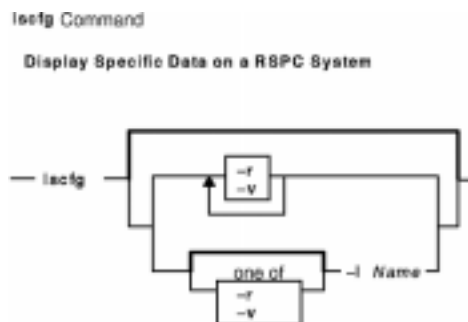 lscfg Command
Display Specific Data on a RSPC System
lscfg
-r
-v
one of
-l Name
-r
-v